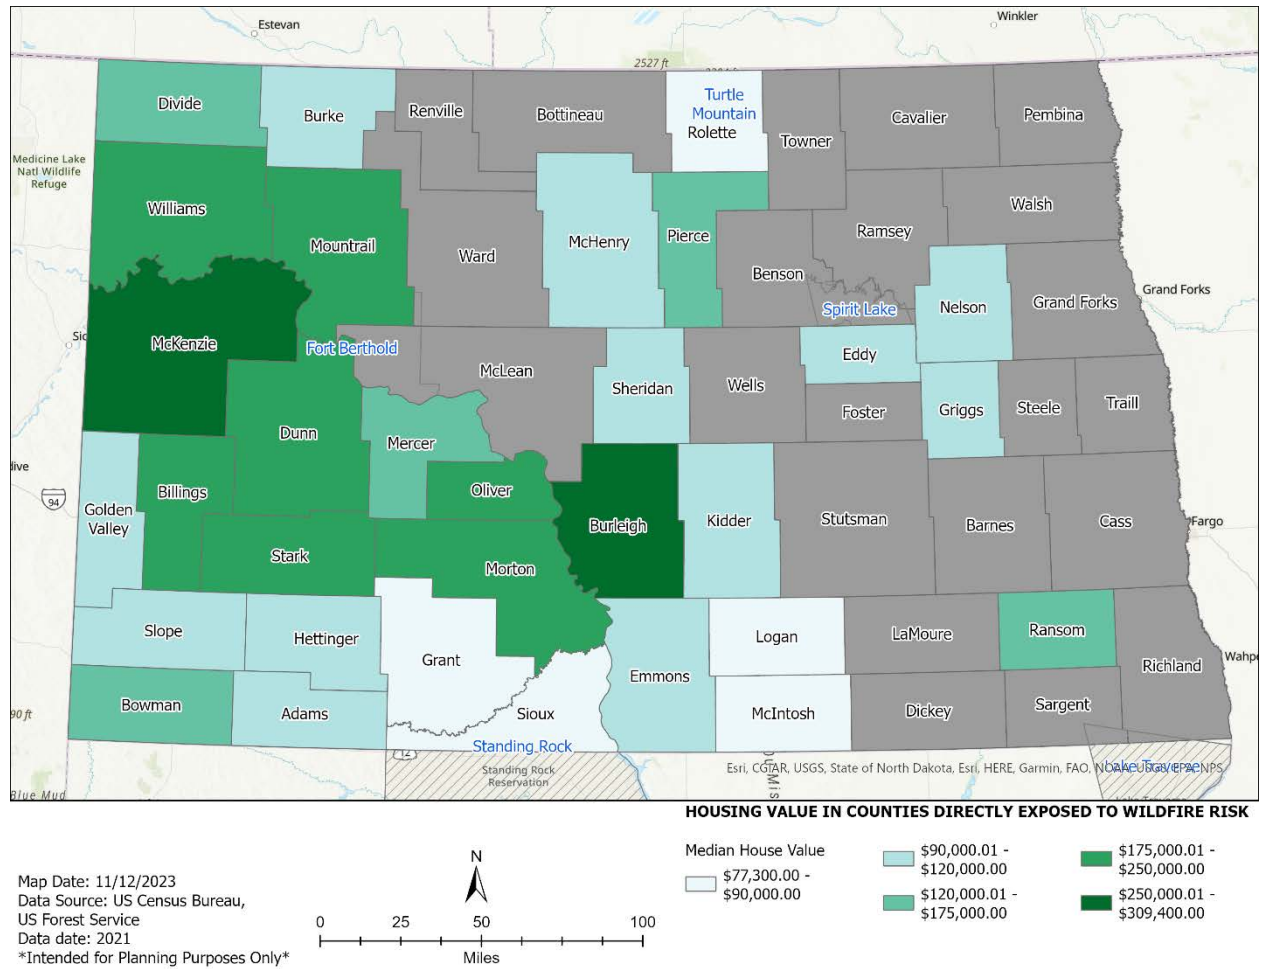 Estevan
Winkler
2527 ft
Divide
Burke
Renville
Bottineau
Turtle
Mountain
Rolette
Towner
Cavalier
Pembina
Medicine Lake
Natl Wildlife
Refuge
Williams
Mountrail
Ward
McHenry
Pierce
Benson
Ramsey
Walsh
Spirit Lake
Nelson
Grand Forks
Grand Forks
McKenzie
Fort Berthold
McLean
Sheridan
Wells
Eddy
Foster
Griggs
Steele
Traill
Dunn
Mercer
94
Golden
Valley
Billings
Oliver
Burleigh
Kidder
Stutsman
Barnes
Cass
Fargo
Stark
Morton
Slope
Hettinger
Grant
Emmons
Logan
LaMoure
Ransom
Richland
Wahpe
Bowman
Adams
Sioux
McIntosh
Dickey
Sargent
90 ft
Standing Rock
12
Standing Rock
Reservation
Esri, CGIAR, USGS, State of North Dakota, Esri, HERE, Garmin, FAO, NOAA, USGS, EPA, NPS
Lake Traverse
Blue Mud
HOUSING VALUE IN COUNTIES DIRECTLY EXPOSED TO WILDFIRE RISK
Median House Value
$77,300.00 -
$90,000.00
$90,000.01 -
$120,000.00
$120,000.01 -
$175,000.00
$175,000.01 -
$250,000.00
$250,000.01 -
$309,400.00
Map Date: 11/12/2023
Data Source: US Census Bureau,
US Forest Service
Data date: 2021
*Intended for Planning Purposes Only*
N
0 25 50 100
Miles